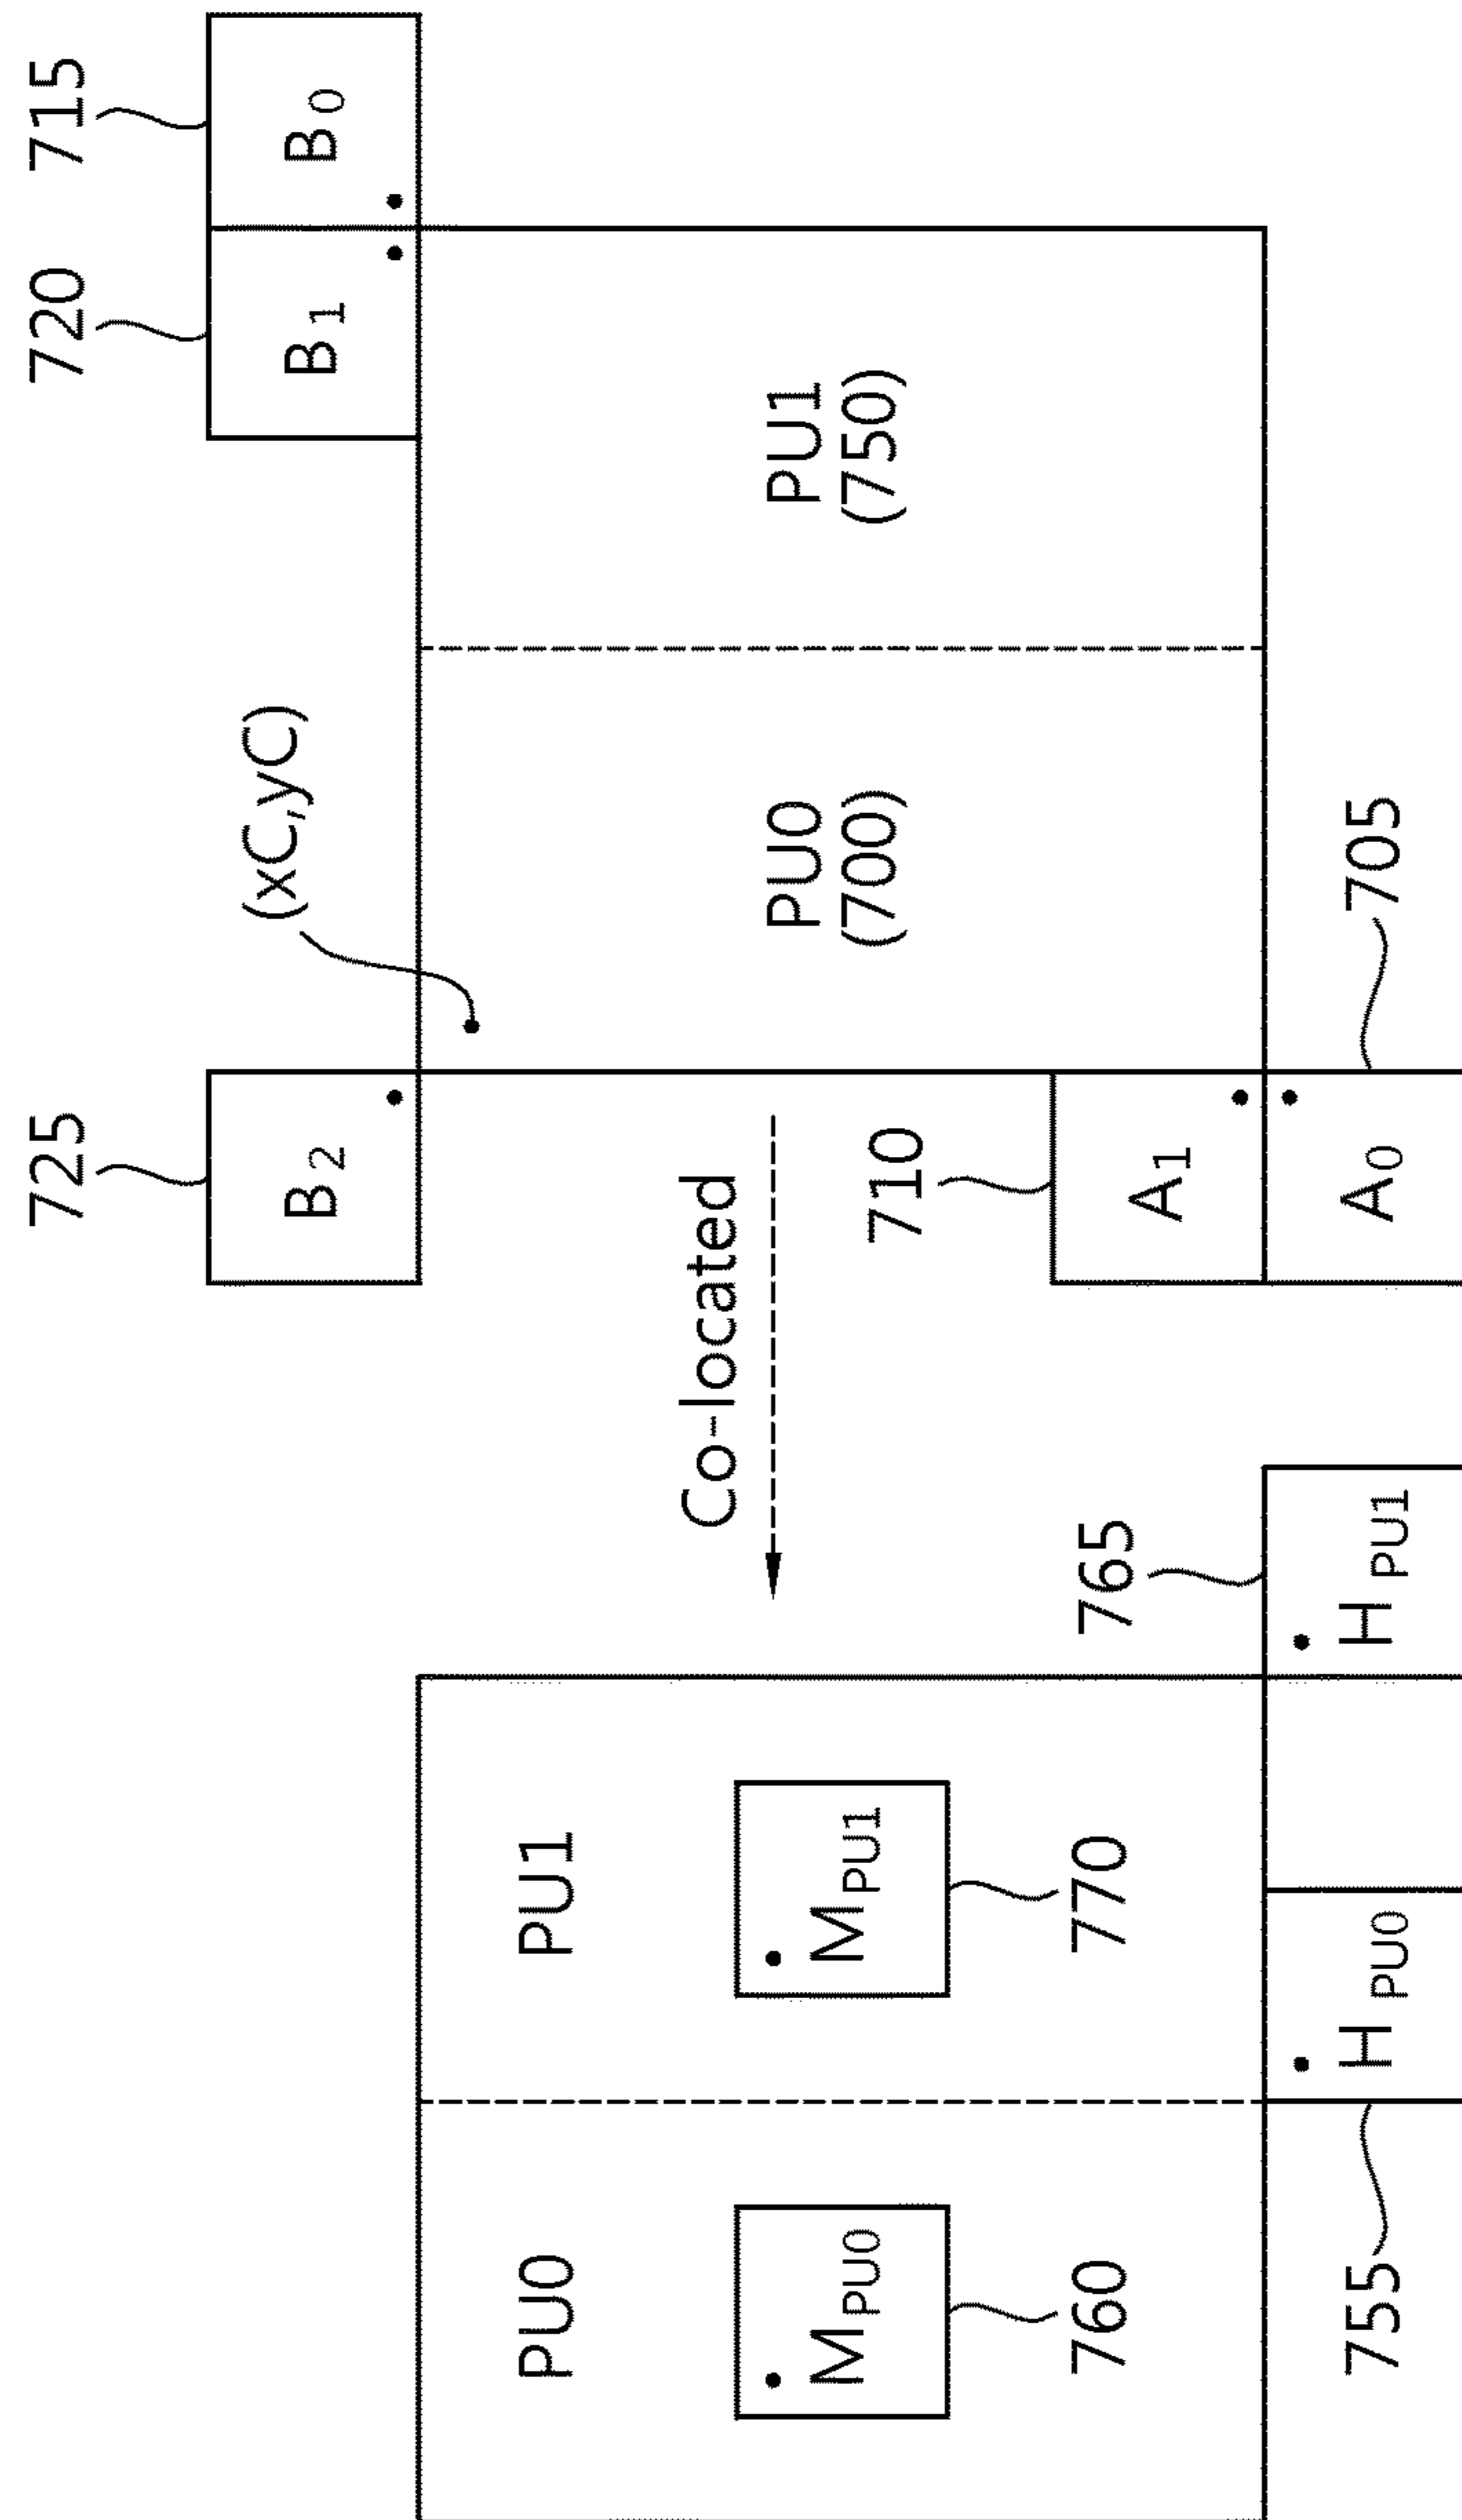 725
720
715
B2
(xC,yC)
B1
B0
PU0
PU1
Co-located
PU0
(700)
PU1
(750)
MPU0
MPU1
710
760
770
765
A1
755
HPU0
HPU1
A0
705